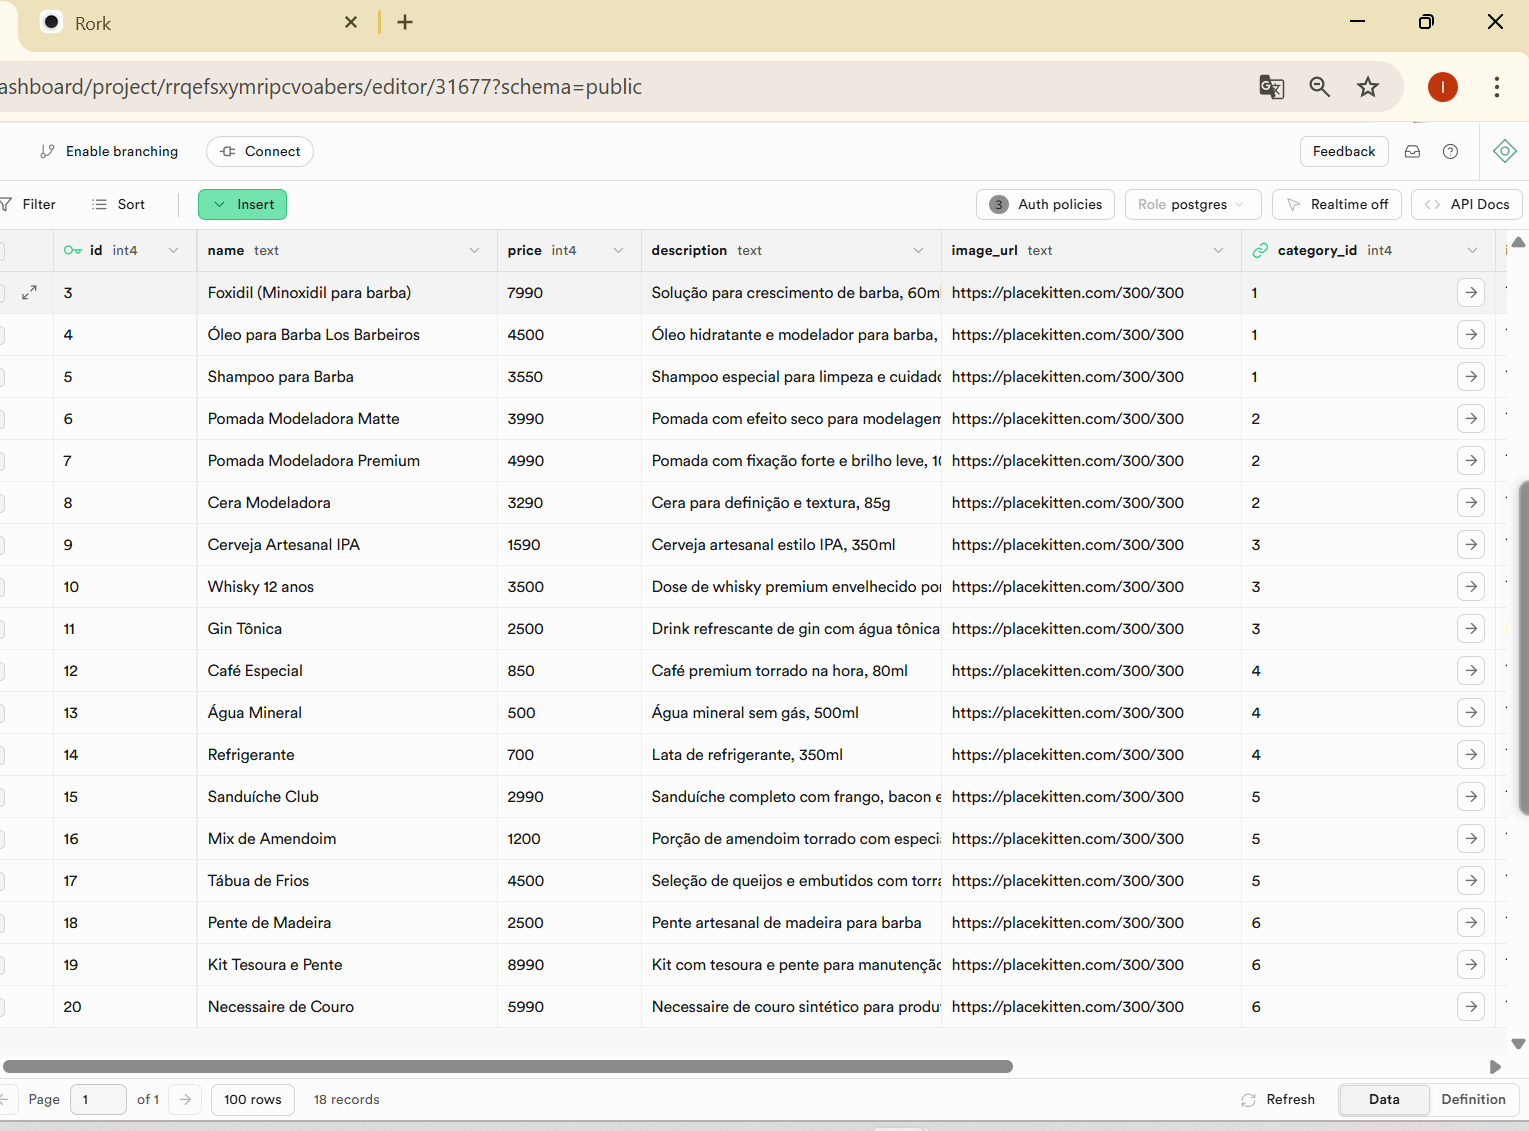 Rork
ashboard/project/rrqefsxymripcvoabers/editor/31677?schema=public
I
Enable branching Connect Feedback
Filter Sort Insert 3 Auth policies Role postgres Realtime off API Docs
id int4 name text price int4 description text image_url text category_id int4
3 Foxidil (Minoxidil para barba) 7990 Solução para crescimento de barba, 60ml https://placekitten.com/300/300 1
4 Óleo para Barba Los Barbeiros 4500 Óleo hidratante e modelador para barba, https://placekitten.com/300/300 1
5 Shampoo para Barba 3550 Shampoo especial para limpeza e cuidado https://placekitten.com/300/300 1
6 Pomada Modeladora Matte 3990 Pomada com efeito seco para modelagem https://placekitten.com/300/300 2
7 Pomada Modeladora Premium 4990 Pomada com fixação forte e brilho leve, https://placekitten.com/300/300 2
8 Cera Modeladora 3290 Cera para definição e textura, 85g https://placekitten.com/300/300 2
9 Cerveja Artesanal IPA 1590 Cerveja artesanal estilo IPA, 350ml https://placekitten.com/300/300 3
10 Whisky 12 anos 3500 Dose de whisky premium envelhecido por https://placekitten.com/300/300 3
11 Gin Tônica 2500 Drink refrescante de gin com água tônica https://placekitten.com/300/300 3
12 Café Especial 850 Café premium torrado na hora, 80ml https://placekitten.com/300/300 4
13 Água Mineral 500 Água mineral sem gás, 500ml https://placekitten.com/300/300 4
14 Refrigerante 700 Lata de refrigerante, 350ml https://placekitten.com/300/300 4
15 Sanduíche Club 2990 Sanduíche completo com frango, bacon e https://placekitten.com/300/300 5
16 Mix de Amendoim 1200 Porção de amendoim torrado com especi https://placekitten.com/300/300 5
17 Tábua de Frios 4500 Seleção de queijos e embutidos com torra https://placekitten.com/300/300 5
18 Pente de Madeira 2500 Pente artesanal de madeira para barba https://placekitten.com/300/300 6
19 Kit Tesoura e Pente 8990 Kit com tesoura e pente para manutenção https://placekitten.com/300/300 6
20 Necessaire de Couro 5990 Necessaire de couro sintético para produ https://placekitten.com/300/300 6
Page 1 of 1 100 rows 18 records Refresh Data Definition